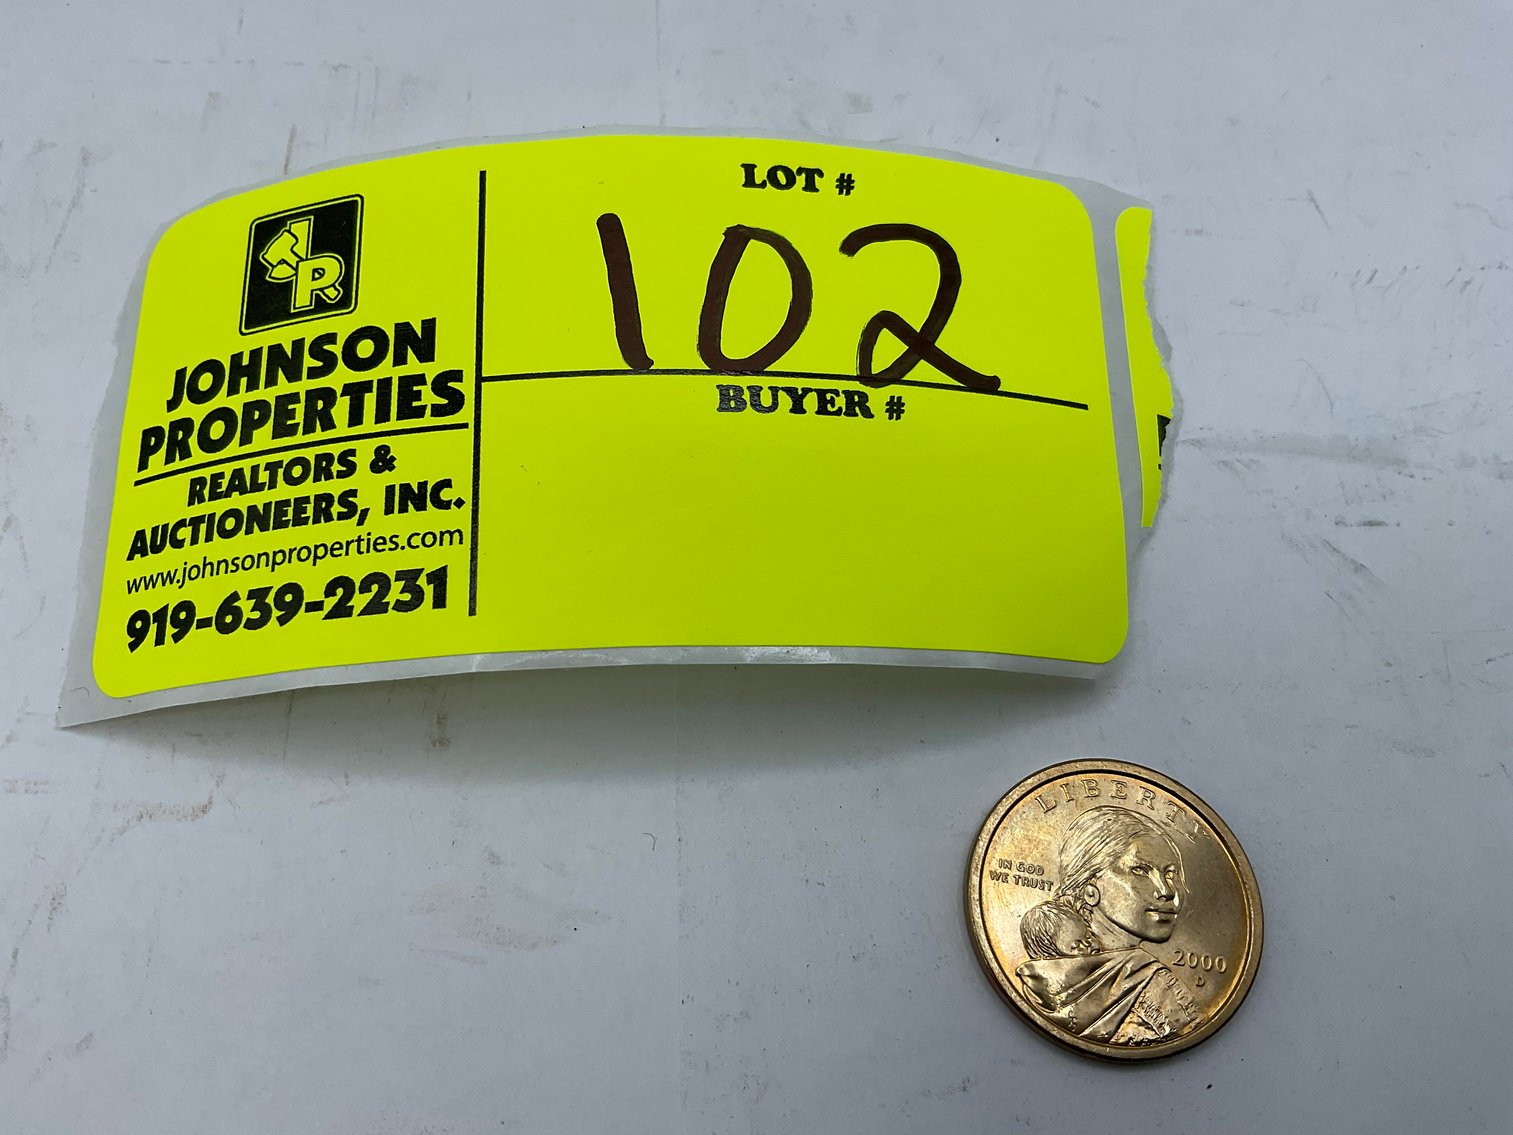 JR
JOHNSON
PROPERTIES
REALTORS &
AUCTIONEERS, INC.
www.johnsonproperties.com
919-639-2231
LOT #
102
BUYER #
LIBERTY
IN GOD
WE TRUST
2000
D